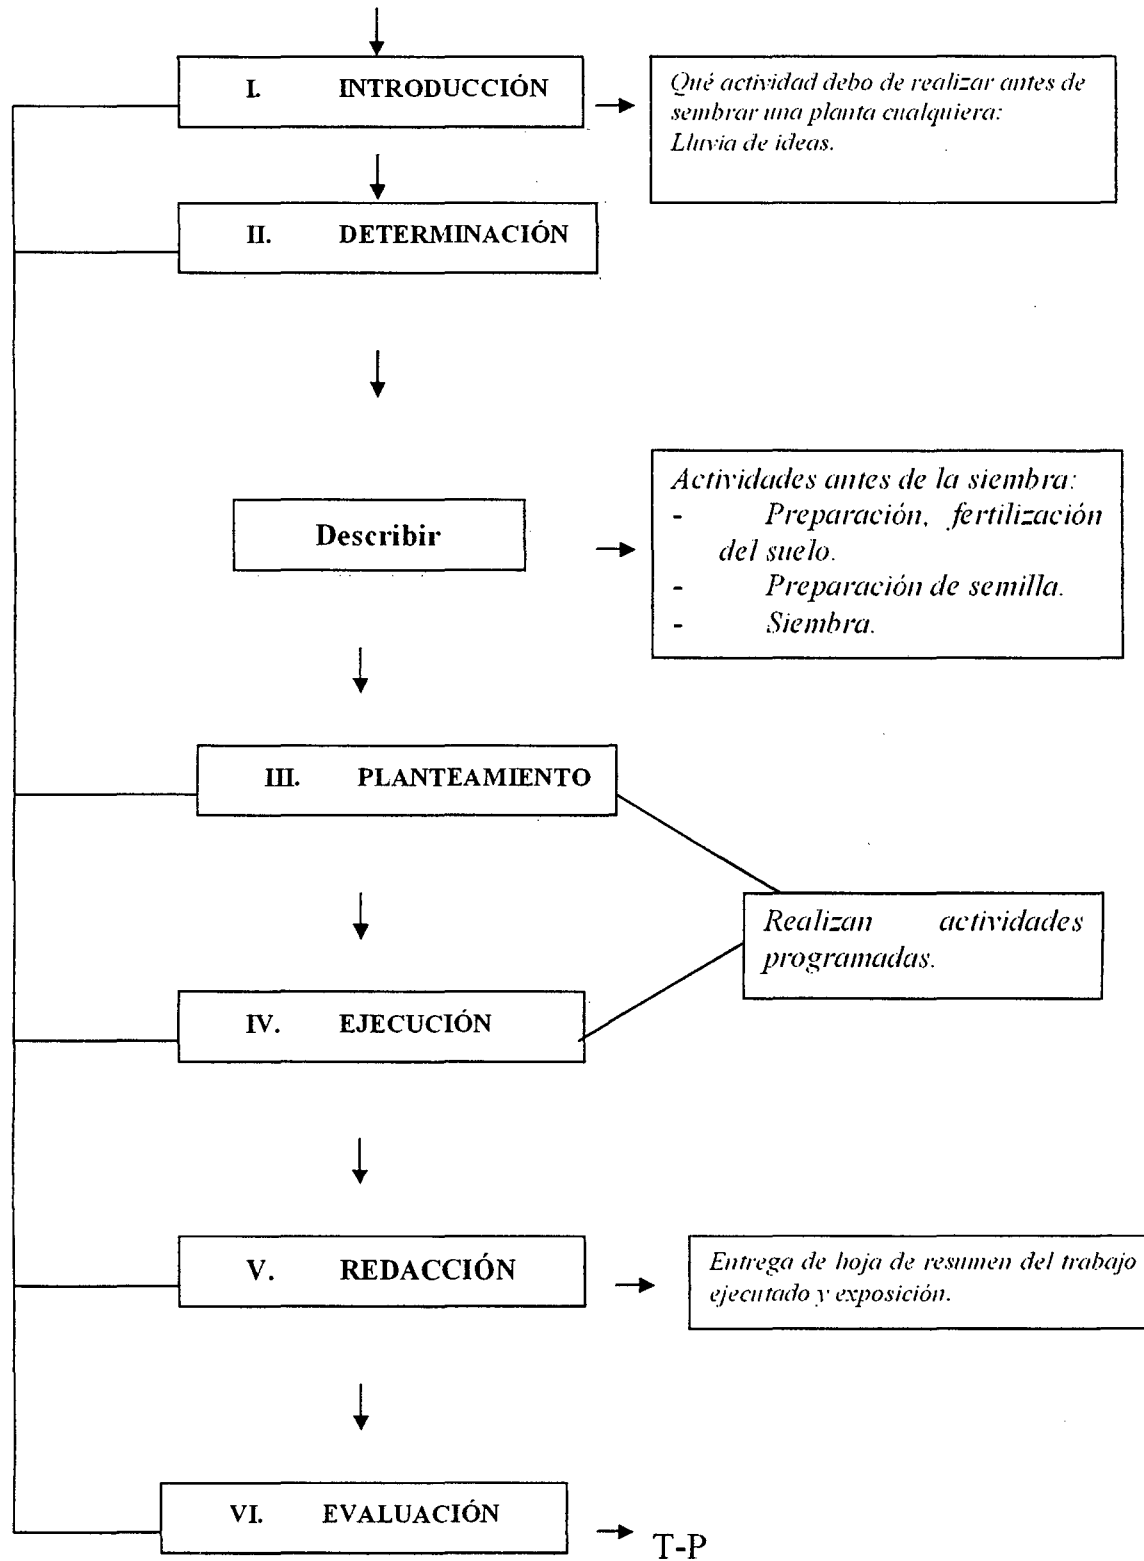 I. INTRODUCCIÓN
Qué actividad debo de realizar antes de
sembrar una planta cualquiera:
Lluvia de ideas.
II. DETERMINACIÓN
Describir
Actividades antes de la siembra:
- Preparación, fertilización
del suelo.
- Preparación de semilla.
- Siembra.
III. PLANTEAMIENTO
Realizan actividades
programadas.
IV. EJECUCIÓN
V. REDACCIÓN
Entrega de hoja de resumen del trabajo
ejecutado y exposición.
VI. EVALUACIÓN
T-P